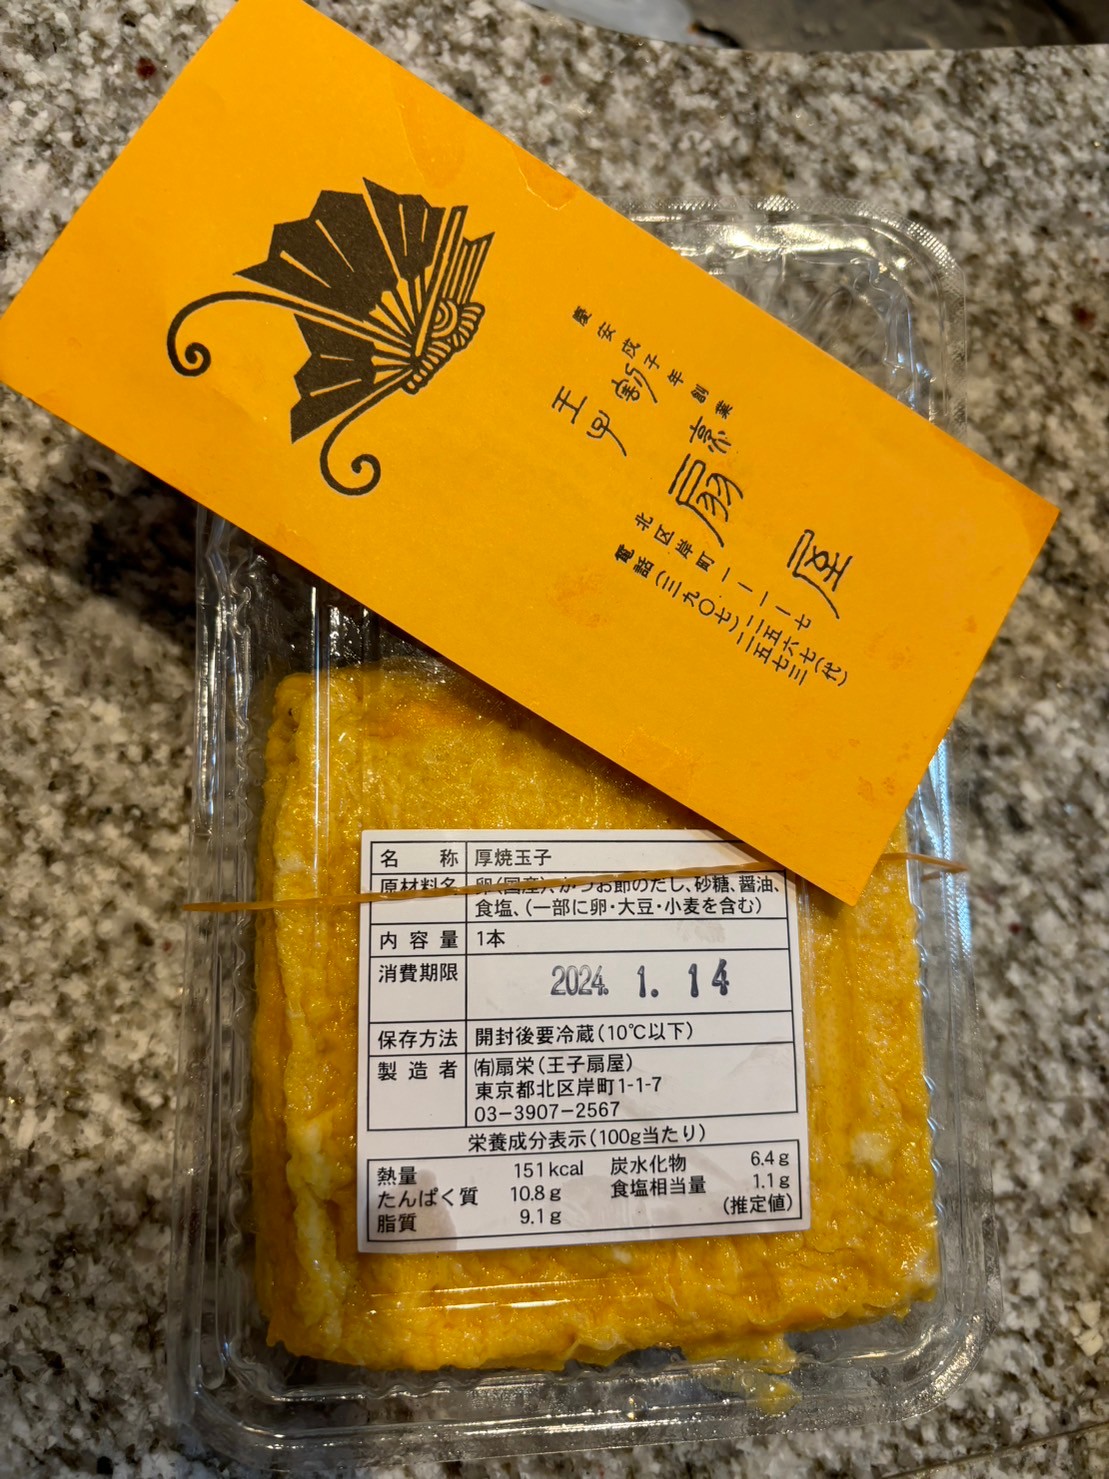 慶安戊子年創業
割烹
王子扇屋
北区岸町一ー一ー七
電話(三九〇七)二五六七(代)
二五七三
名称 厚焼玉子
原材料名 卵(国産)、かつお節のだし、砂糖、醤油、
食塩、(一部に卵・大豆・小麦を含む)
内容量 1本
消費期限 2024. 1. 14
保存方法 開封後要冷蔵(10℃以下)
製造者 ㈲扇栄(王子扇屋)
東京都北区岸町1-1-7
03-3907-2567
栄養成分表示(100g当たり)
熱量 151kcal 炭水化物 6.4g
たんぱく質 10.8g 食塩相当量 1.1g
脂質 9.1g (推定値)